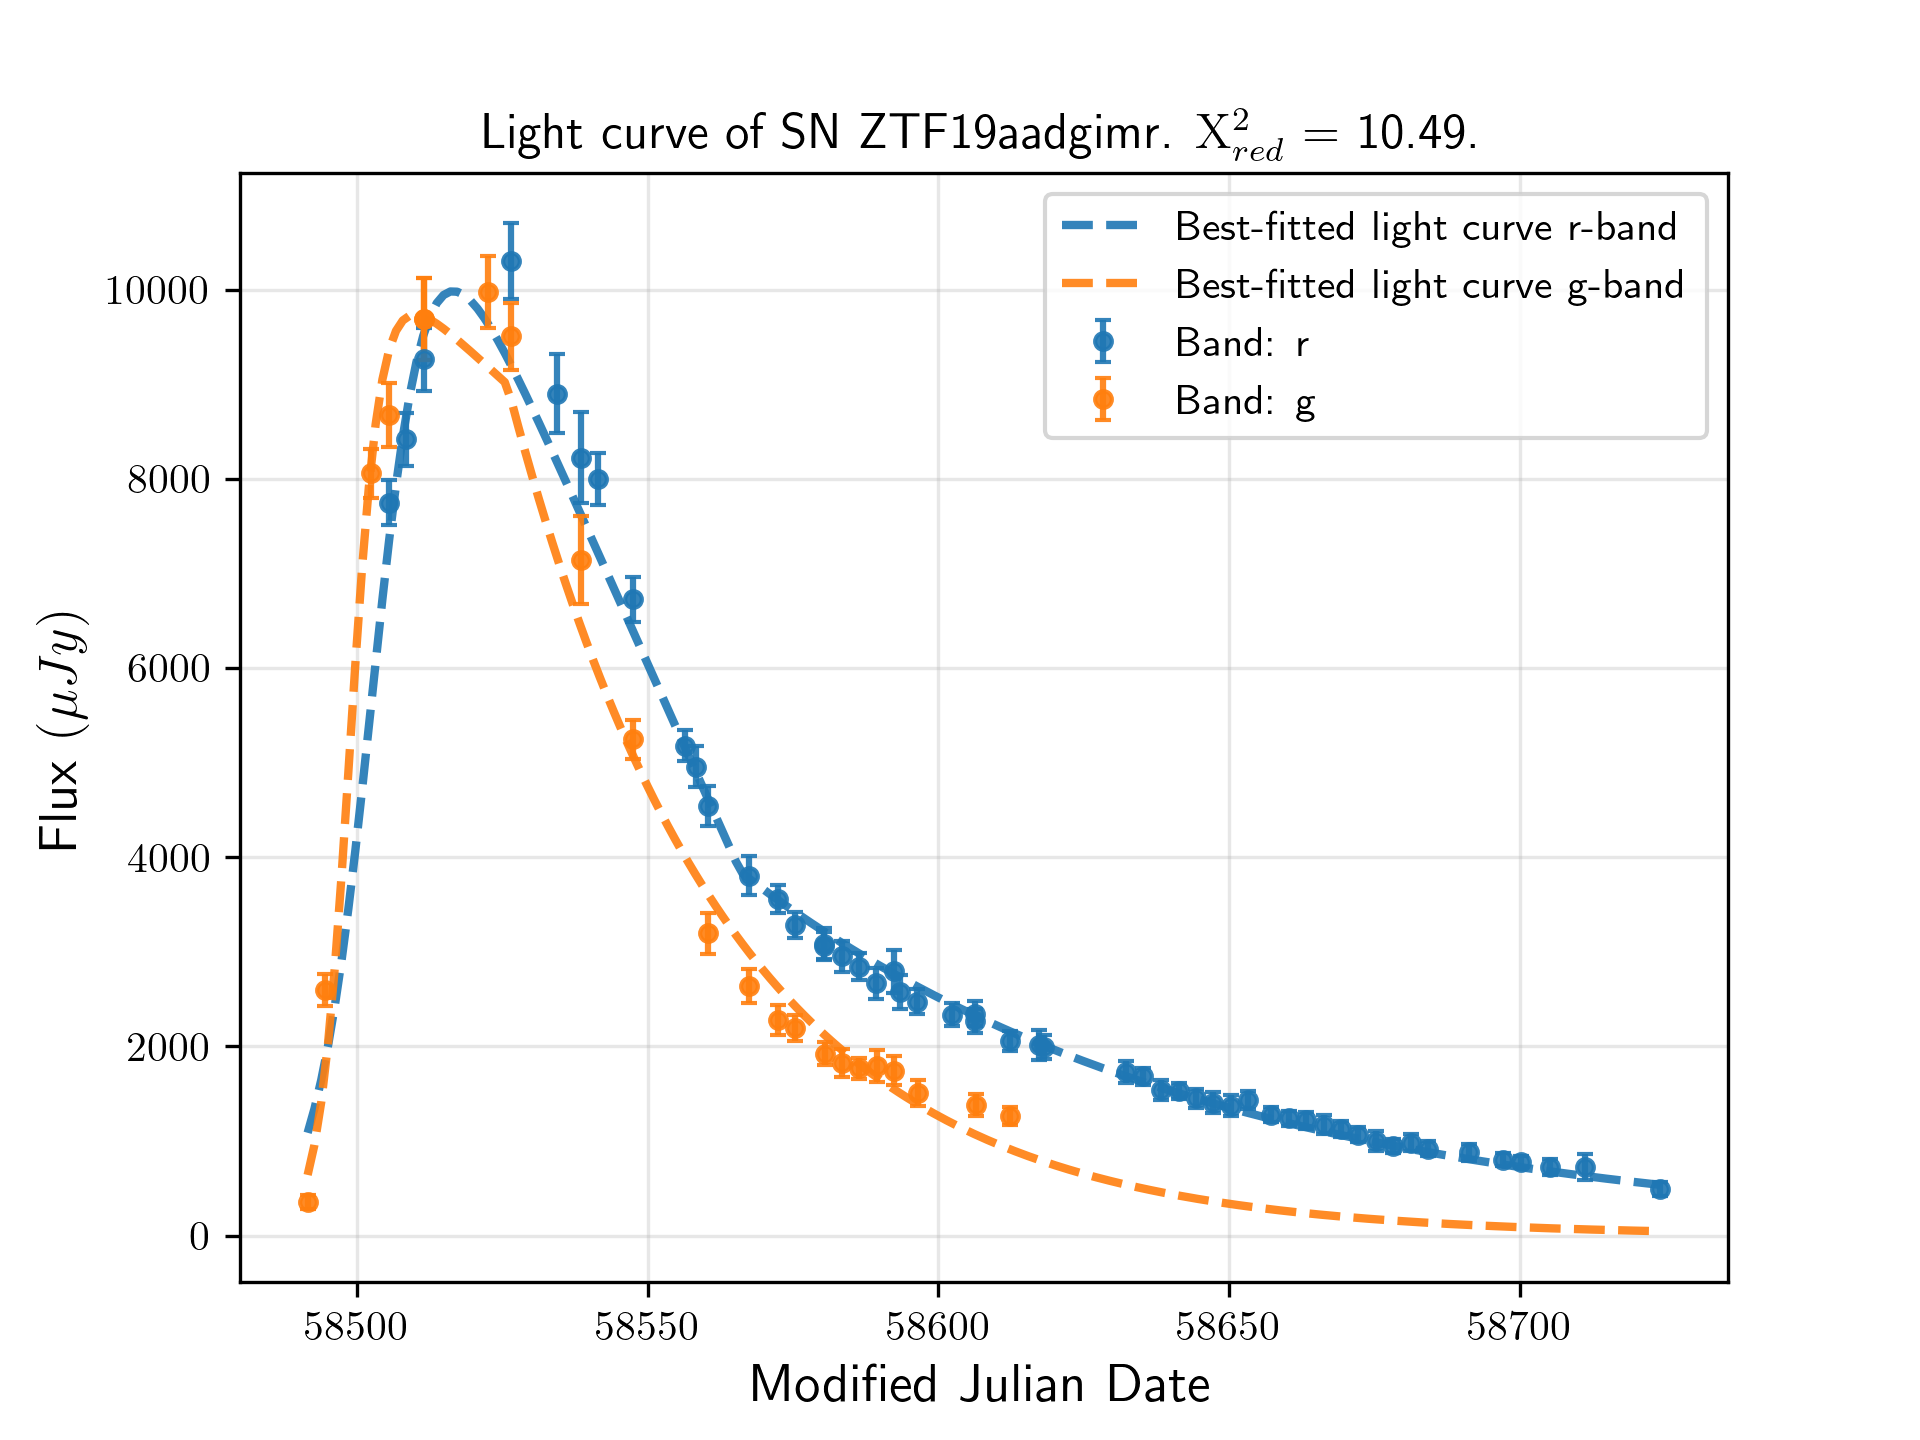 Light curve of SN ZTF19aadgimr. X²_red = 10.49.
Best-fitted light curve r-band
Best-fitted light curve g-band
Band: r
Band: g
10000
8000
6000
4000
2000
0
Flux (μJy)
58500 58550 58600 58650 58700
Modified Julian Date